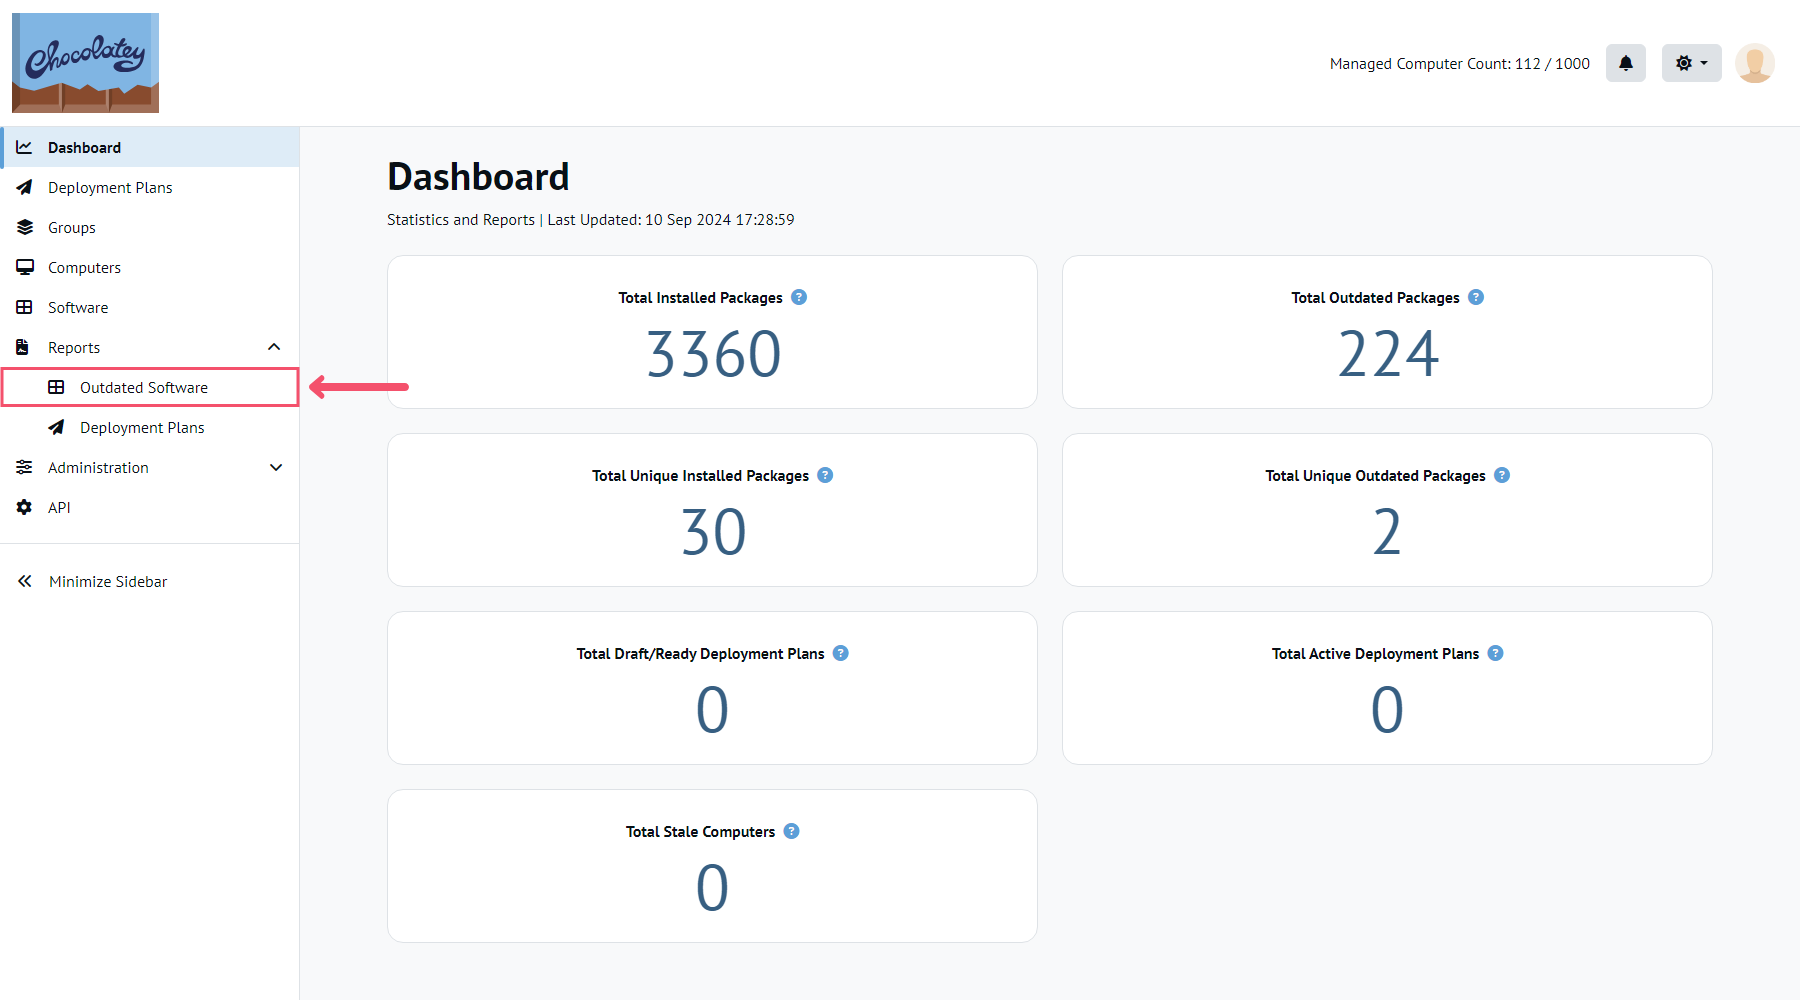 Chocolatey
Managed Computer Count: 112 / 1000
Dashboard
Deployment Plans
Groups
Computers
Software
Reports
Outdated Software
Deployment Plans
Administration
API
Minimize Sidebar
Dashboard
Statistics and Reports | Last Updated: 10 Sep 2024 17:28:59
Total Installed Packages ?
3360
Total Outdated Packages ?
224
Total Unique Installed Packages ?
30
Total Unique Outdated Packages ?
2
Total Draft/Ready Deployment Plans ?
0
Total Active Deployment Plans ?
0
Total Stale Computers ?
0